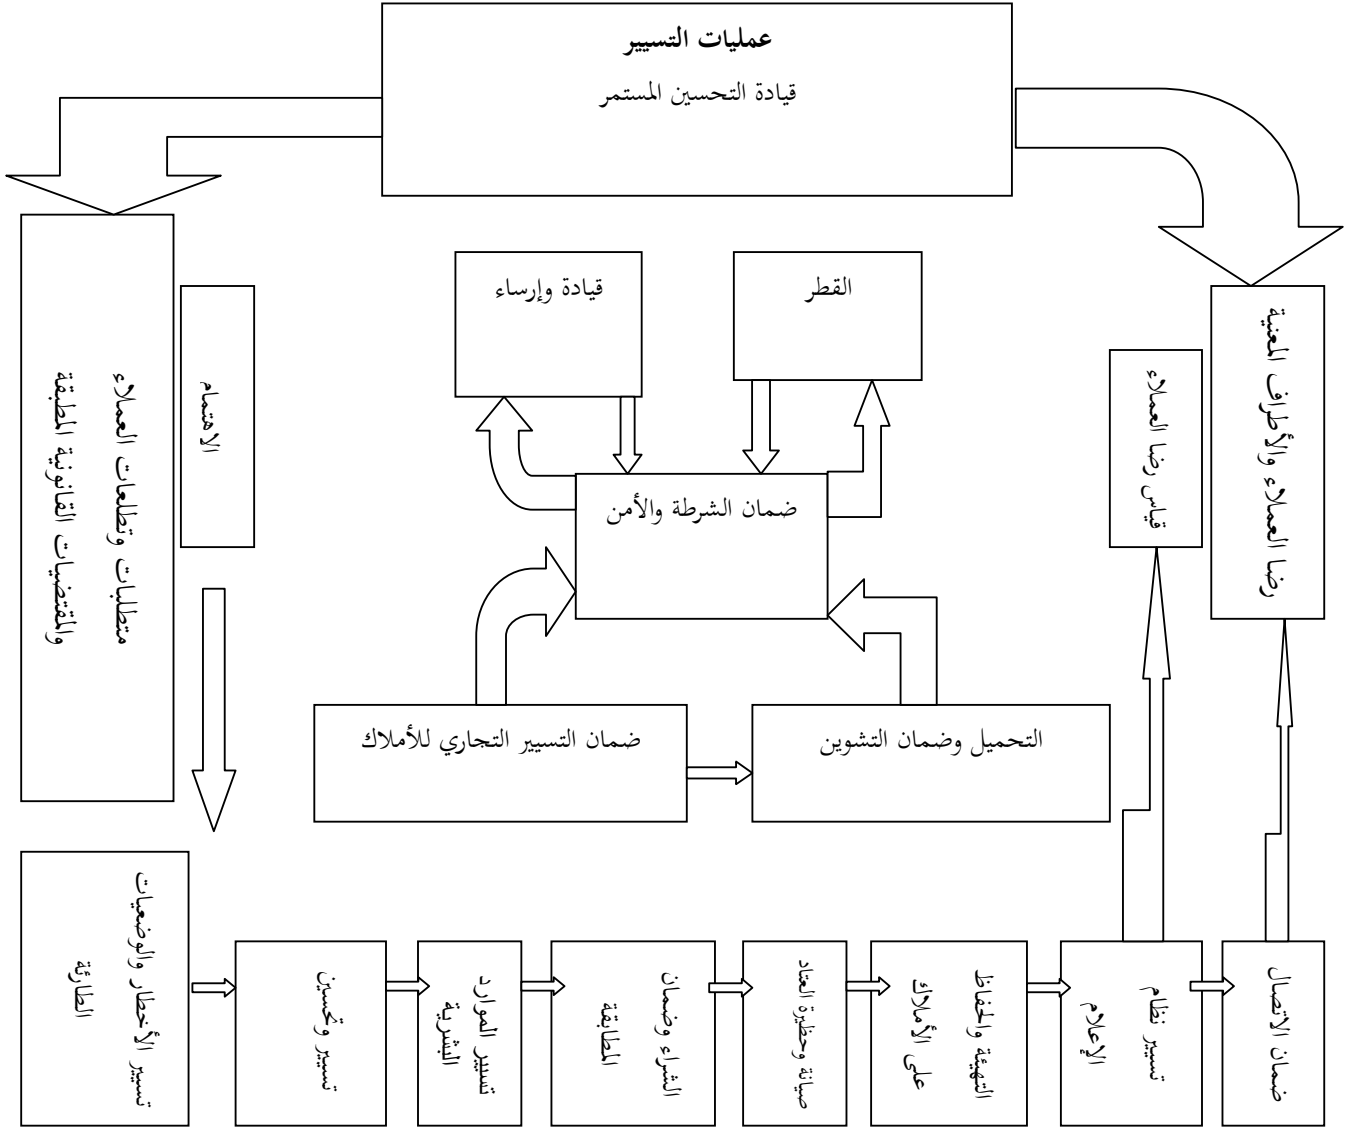 عمليات التسيير
قيادة التحسين المستمر
القطر
قيادة وإرساء
رضا العملاء والأطراف المعنية
قياس رضا العملاء
الاهتمام
متطلبات وتطلعات العملاء
والمقتضيات القانونية المطبقة
ضمان الشرطة والأمن
التحميل وضمان التشوين
ضمان التسيير التجاري للأملاك
تسيير الأخطار والوضعيات
الطارئة
تسيير وتحسين
تسيير الموارد
البشرية
الشراء وضمان
المطابقة
صيانة وحظيرة العتاد
التهيئة والحفاظ
على الأملاك
تسيير نظام
الإعلام
ضمان الاتصال